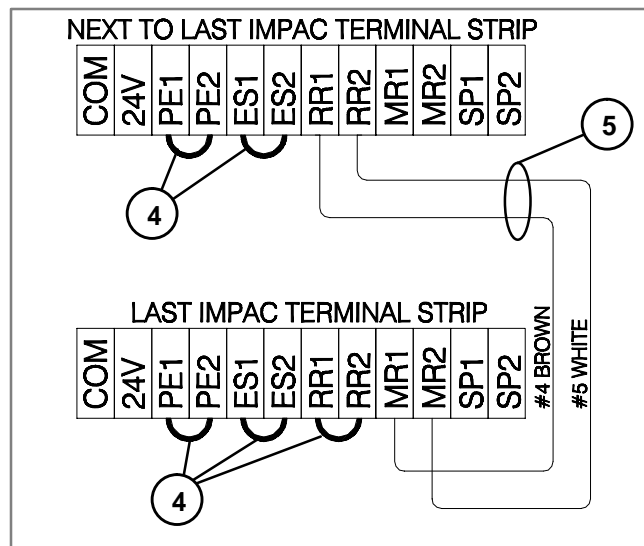 NEXT TO LAST IMPAC TERMINAL STRIP
COM 24V PE1 PE2 ES1 ES2 RR1 RR2 MR1 MR2 SP1 SP2
5
4
LAST IMPAC TERMINAL STRIP
COM 24V PE1 PE2 ES1 ES2 RR1 RR2 MR1 MR2 SP1 SP2
#4 BROWN
#5 WHITE
4